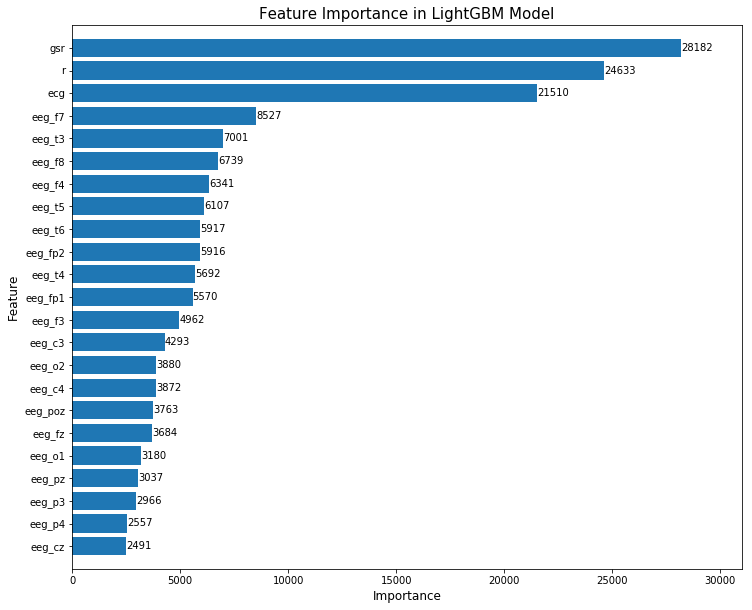 Feature Importance in LightGBM Model
gsr 28182
r 24633
ecg 21510
eeg_f7 8527
eeg_t3 7001
eeg_f8 6739
eeg_f4 6341
eeg_t5 6107
eeg_t6 5917
eeg_fp2 5916
eeg_t4 5692
eeg_fp1 5570
eeg_f3 4962
eeg_c3 4293
eeg_o2 3880
eeg_c4 3872
eeg_poz 3763
eeg_fz 3684
eeg_o1 3180
eeg_pz 3037
eeg_p3 2966
eeg_p4 2557
eeg_cz 2491
Feature
0 5000 10000 15000 20000 25000 30000
Importance